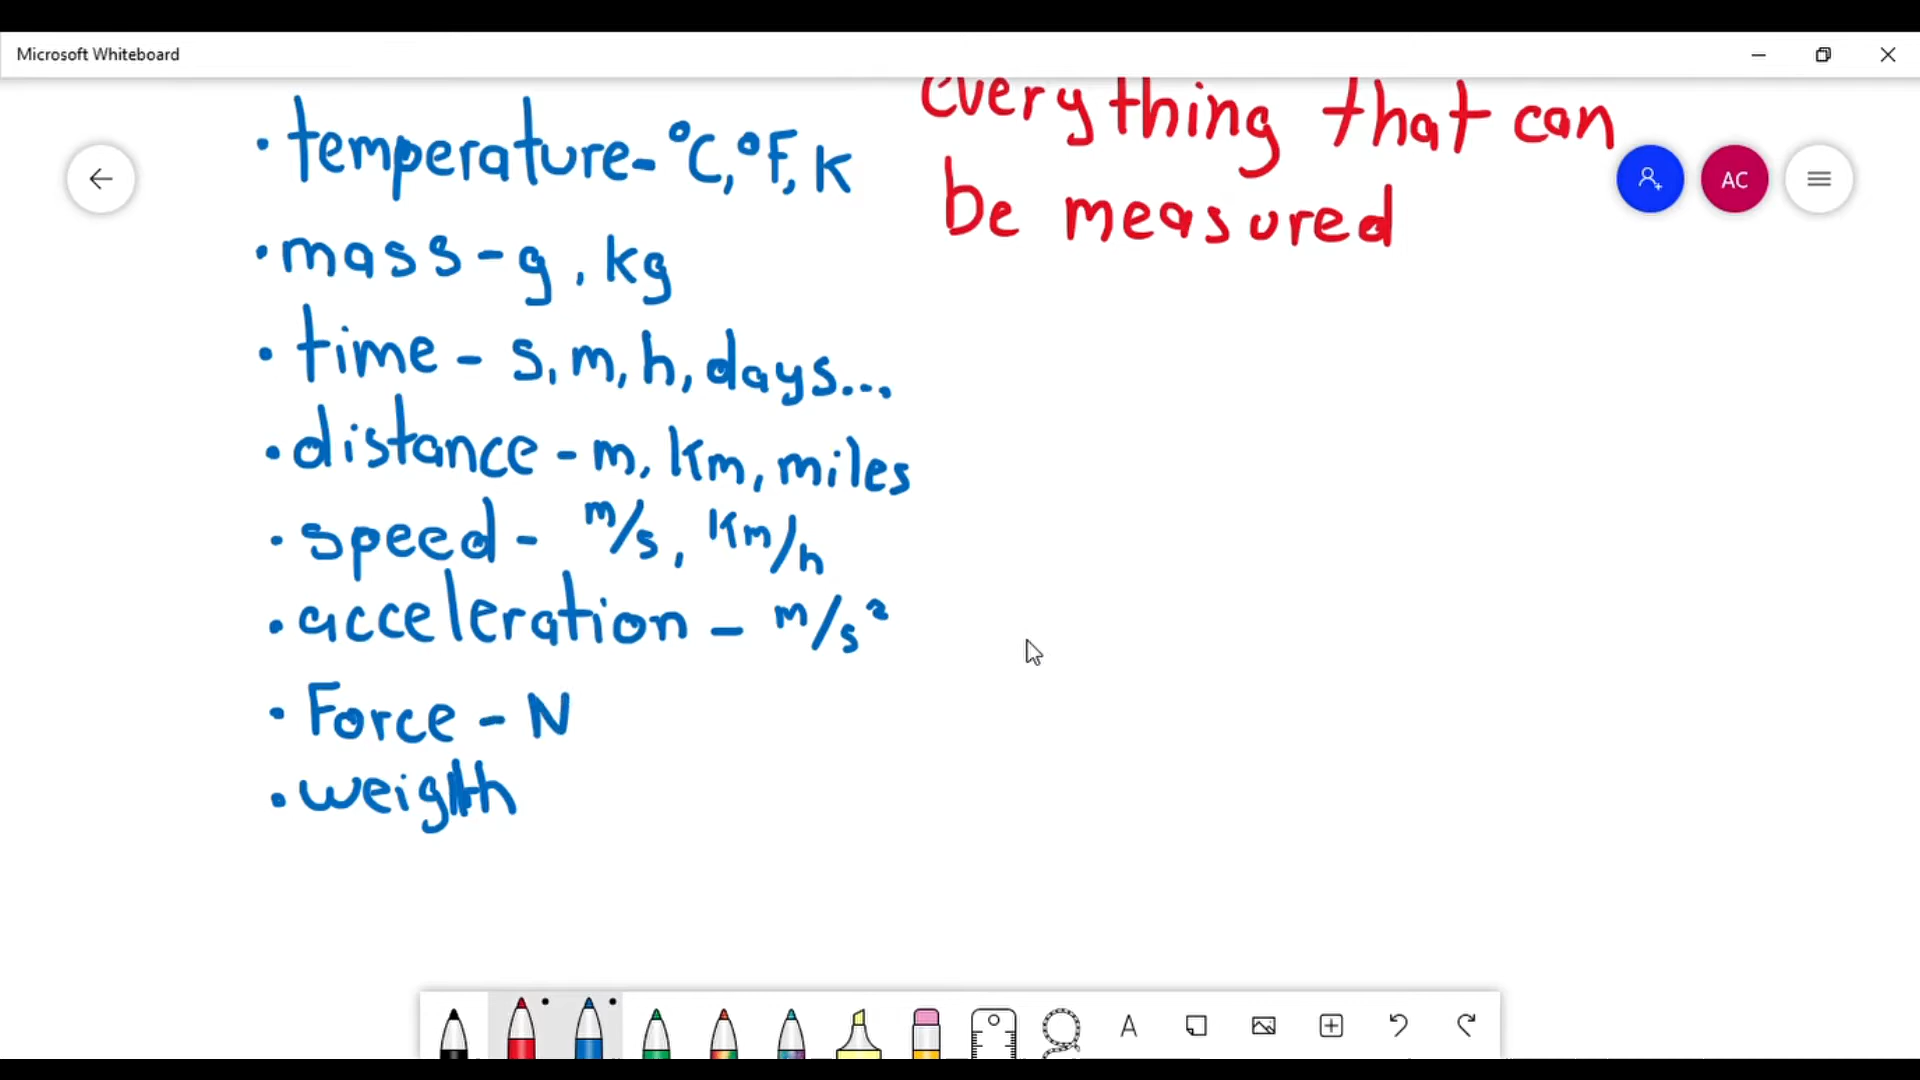 Microsoft Whiteboard
everything that can
be measured
AC
• temperature - °C, °F, K
• mass - g, kg
• time - s, m, h, days...
• distance - m, km, miles
• speed - m/s, km/h
• acceleration - m/s²
• Force - N
A